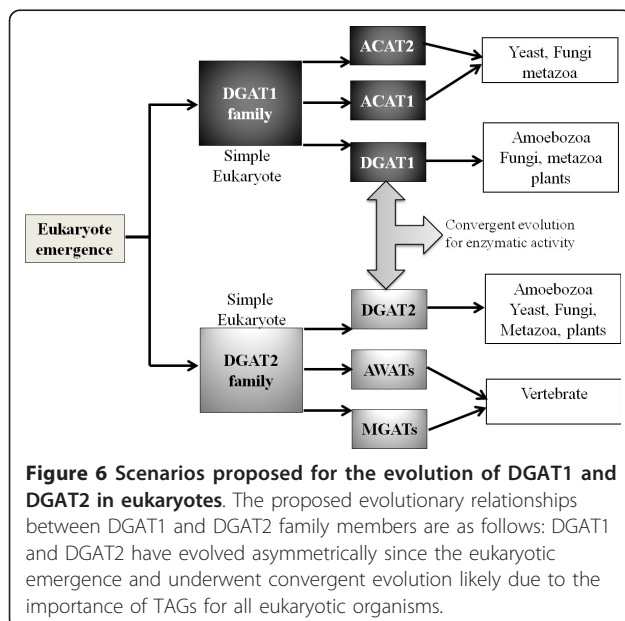 ACAT2
Yeast, Fungi
metazoa
DGAT1
family
ACAT1
Simple
Eukaryote
DGAT1
Amoebozoa
Fungi, metazoa
plants
Eukaryote
emergence
Convergent evolution
for enzymatic activity
Simple
Eukaryote
DGAT2
Amoebozoa
Yeast, Fungi,
Metazoa, plants
DGAT2
family
AWATs
Vertebrate
MGATs
Figure 6 Scenarios proposed for the evolution of DGAT1 and
DGAT2 in eukaryotes. The proposed evolutionary relationships
between DGAT1 and DGAT2 family members are as follows: DGAT1
and DGAT2 have evolved asymmetrically since the eukaryotic
emergence and underwent convergent evolution likely due to the
importance of TAGs for all eukaryotic organisms.